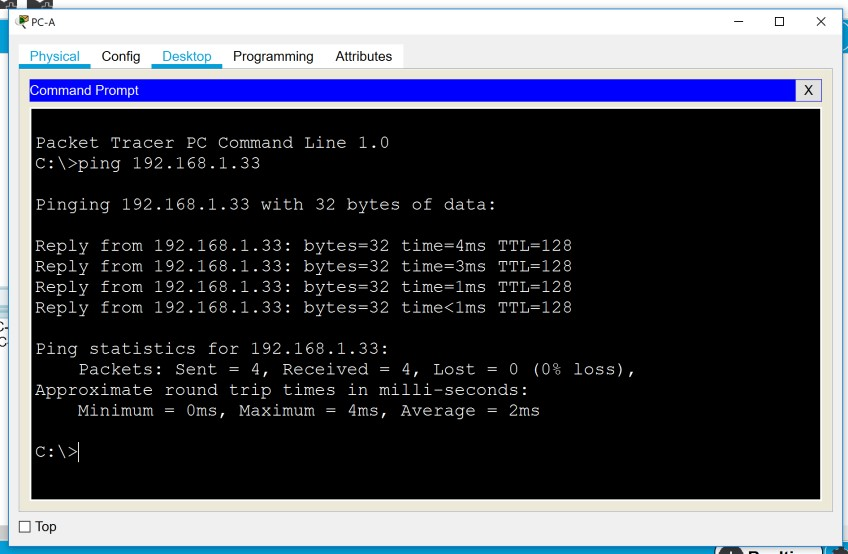 PC-A
Physical Config Desktop Programming Attributes
Command Prompt X
Packet Tracer PC Command Line 1.0
C:\>ping 192.168.1.33
Pinging 192.168.1.33 with 32 bytes of data:
Reply from 192.168.1.33: bytes=32 time=4ms TTL=128
Reply from 192.168.1.33: bytes=32 time=3ms TTL=128
Reply from 192.168.1.33: bytes=32 time=1ms TTL=128
Reply from 192.168.1.33: bytes=32 time<1ms TTL=128
Ping statistics for 192.168.1.33:
Packets: Sent = 4, Received = 4, Lost = 0 (0% loss),
Approximate round trip times in milli-seconds:
Minimum = 0ms, Maximum = 4ms, Average = 2ms
C:\>
Top